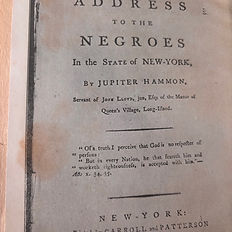 ADDRESS
TO THE
NEGROES
In the STATE of NEW-YORK,
By JUPITER HAMMON,
Servant of JOHN LLOYD, jun, Esq; of the Manor of
Queen's Village, Long-Island.
"Of a truth I perceive that God is no respecter of
persons:
"But in every Nation, he that feareth him and
worketh righteousness, is accepted with him."—
Acts x. 34. 35.
NEW-YORK:
CARROLL and PATTERSON